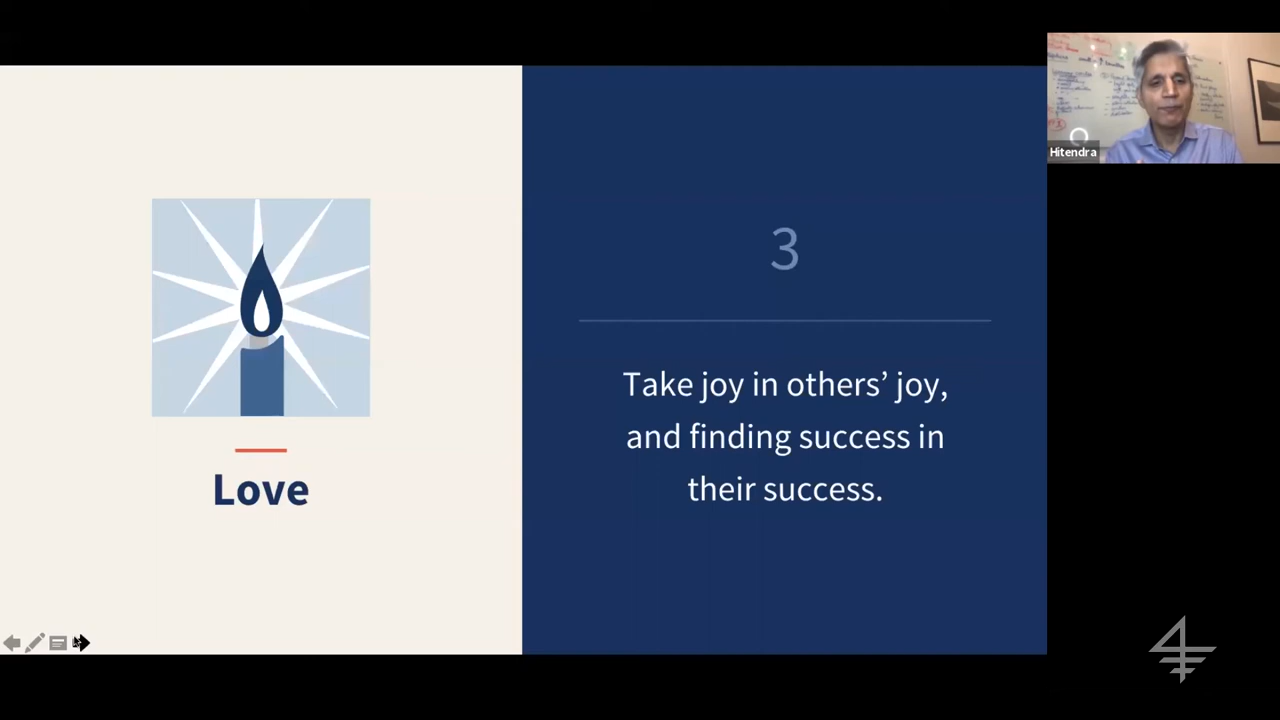 3
Take joy in others’ joy,
and finding success in
their success.
Love
Hitendra